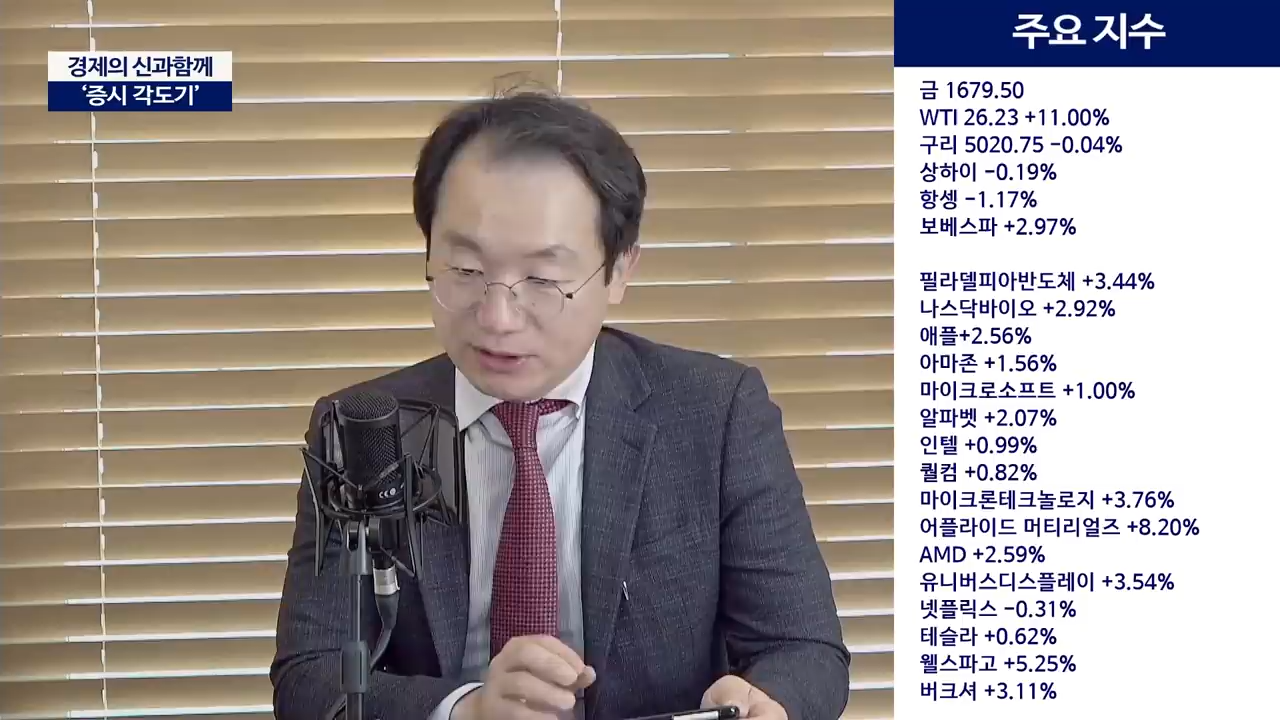 경제의 신과함께
‘증시 각도기’
주요 지수
금 1679.50
WTI 26.23 +11.00%
구리 5020.75 -0.04%
상하이 -0.19%
항셍 -1.17%
보베스파 +2.97%
필라델피아반도체 +3.44%
나스닥바이오 +2.92%
애플+2.56%
아마존 +1.56%
마이크로소프트 +1.00%
알파벳 +2.07%
인텔 +0.99%
퀄컴 +0.82%
마이크론테크놀로지 +3.76%
어플라이드 머티리얼즈 +8.20%
AMD +2.59%
유니버스디스플레이 +3.54%
넷플릭스 -0.31%
테슬라 +0.62%
웰스파고 +5.25%
버크셔 +3.11%